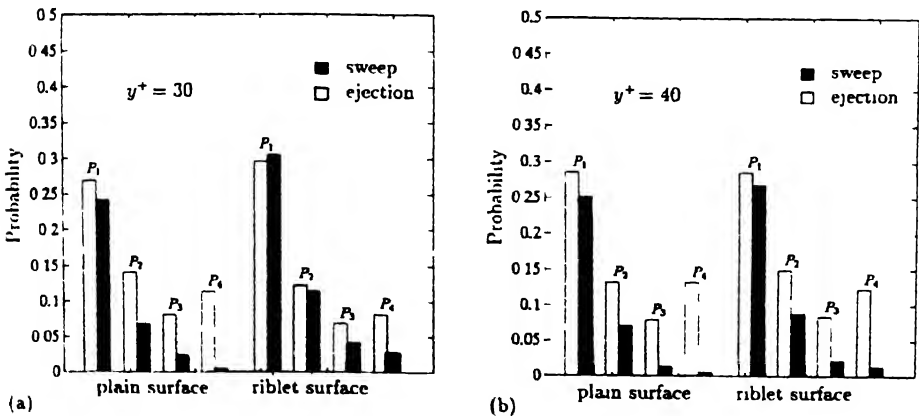 0.5
0 45
0.4
0.35
0.3
0.25
0.2
0.15
0.1
0 05
0
Probability
y+ = 30
sweep
ejection
P1
P2
P3
P4
P1
P2
P3
P4
plain surface
riblet surface
(a)
0.5
0 45
0.4
0.35
0.3
0.25
0.2
0.15
0.1
0 05
0
Probability
y+ = 40
sweep
ejection
P1
P2
P3
P4
P1
P2
P3
P4
plain surface
riblet surface
(b)